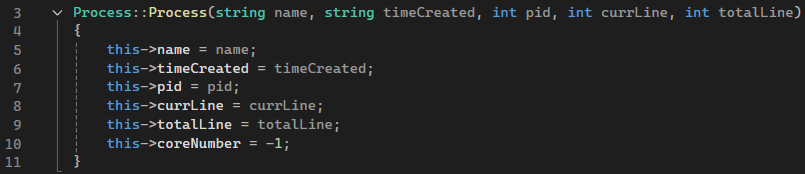 3 Process::Process(string name, string timeCreated, int pid, int currLine, int totalLine)
4 {
5 this->name = name;
6 this->timeCreated = timeCreated;
7 this->pid = pid;
8 this->currLine = currLine;
9 this->totalLine = totalLine;
10 this->coreNumber = -1;
11 }